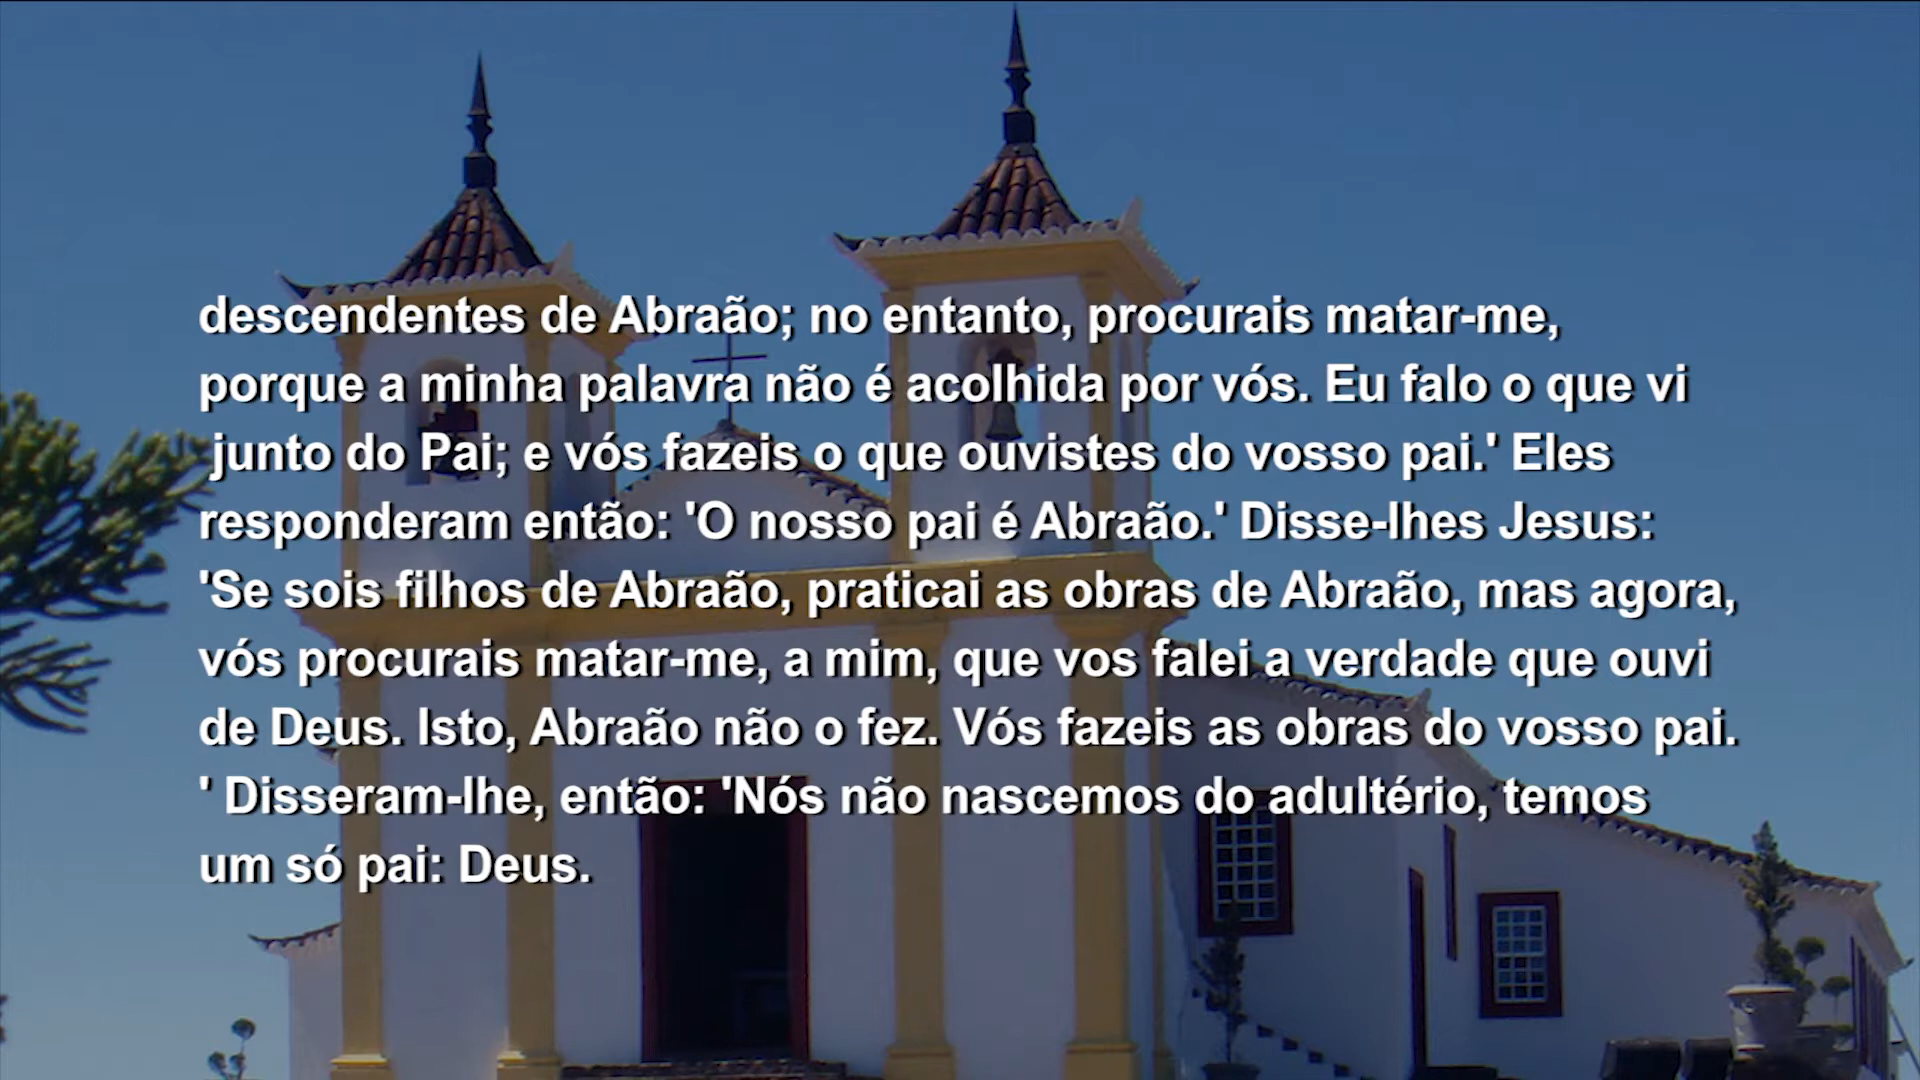 descendentes de Abraão; no entanto, procurais matar-me,
porque a minha palavra não é acolhida por vós. Eu falo o que vi
junto do Pai; e vós fazeis o que ouvistes do vosso pai.' Eles
responderam então: 'O nosso pai é Abraão.' Disse-lhes Jesus:
'Se sois filhos de Abraão, praticai as obras de Abraão, mas agora,
vós procurais matar-me, a mim, que vos falei a verdade que ouvi
de Deus. Isto, Abraão não o fez. Vós fazeis as obras do vosso pai.
' Disseram-lhe, então: 'Nós não nascemos do adultério, temos
um só pai: Deus.